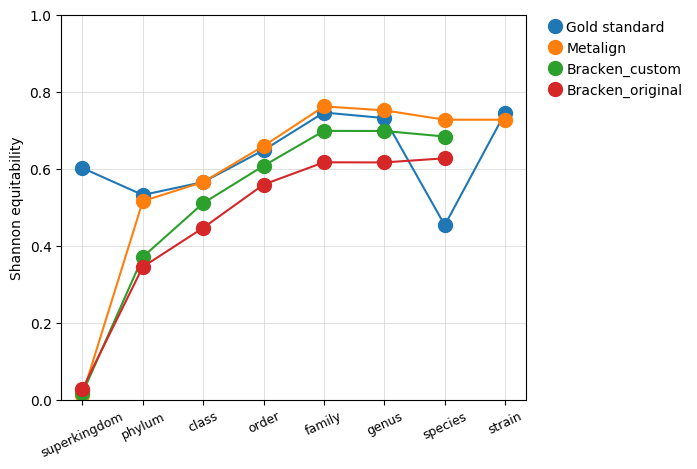 1.0
0.8
0.6
0.4
0.2
0.0
Shannon equitability
superkingdom
phylum
class
order
family
genus
species
strain
Gold standard
Metalign
Bracken_custom
Bracken_original